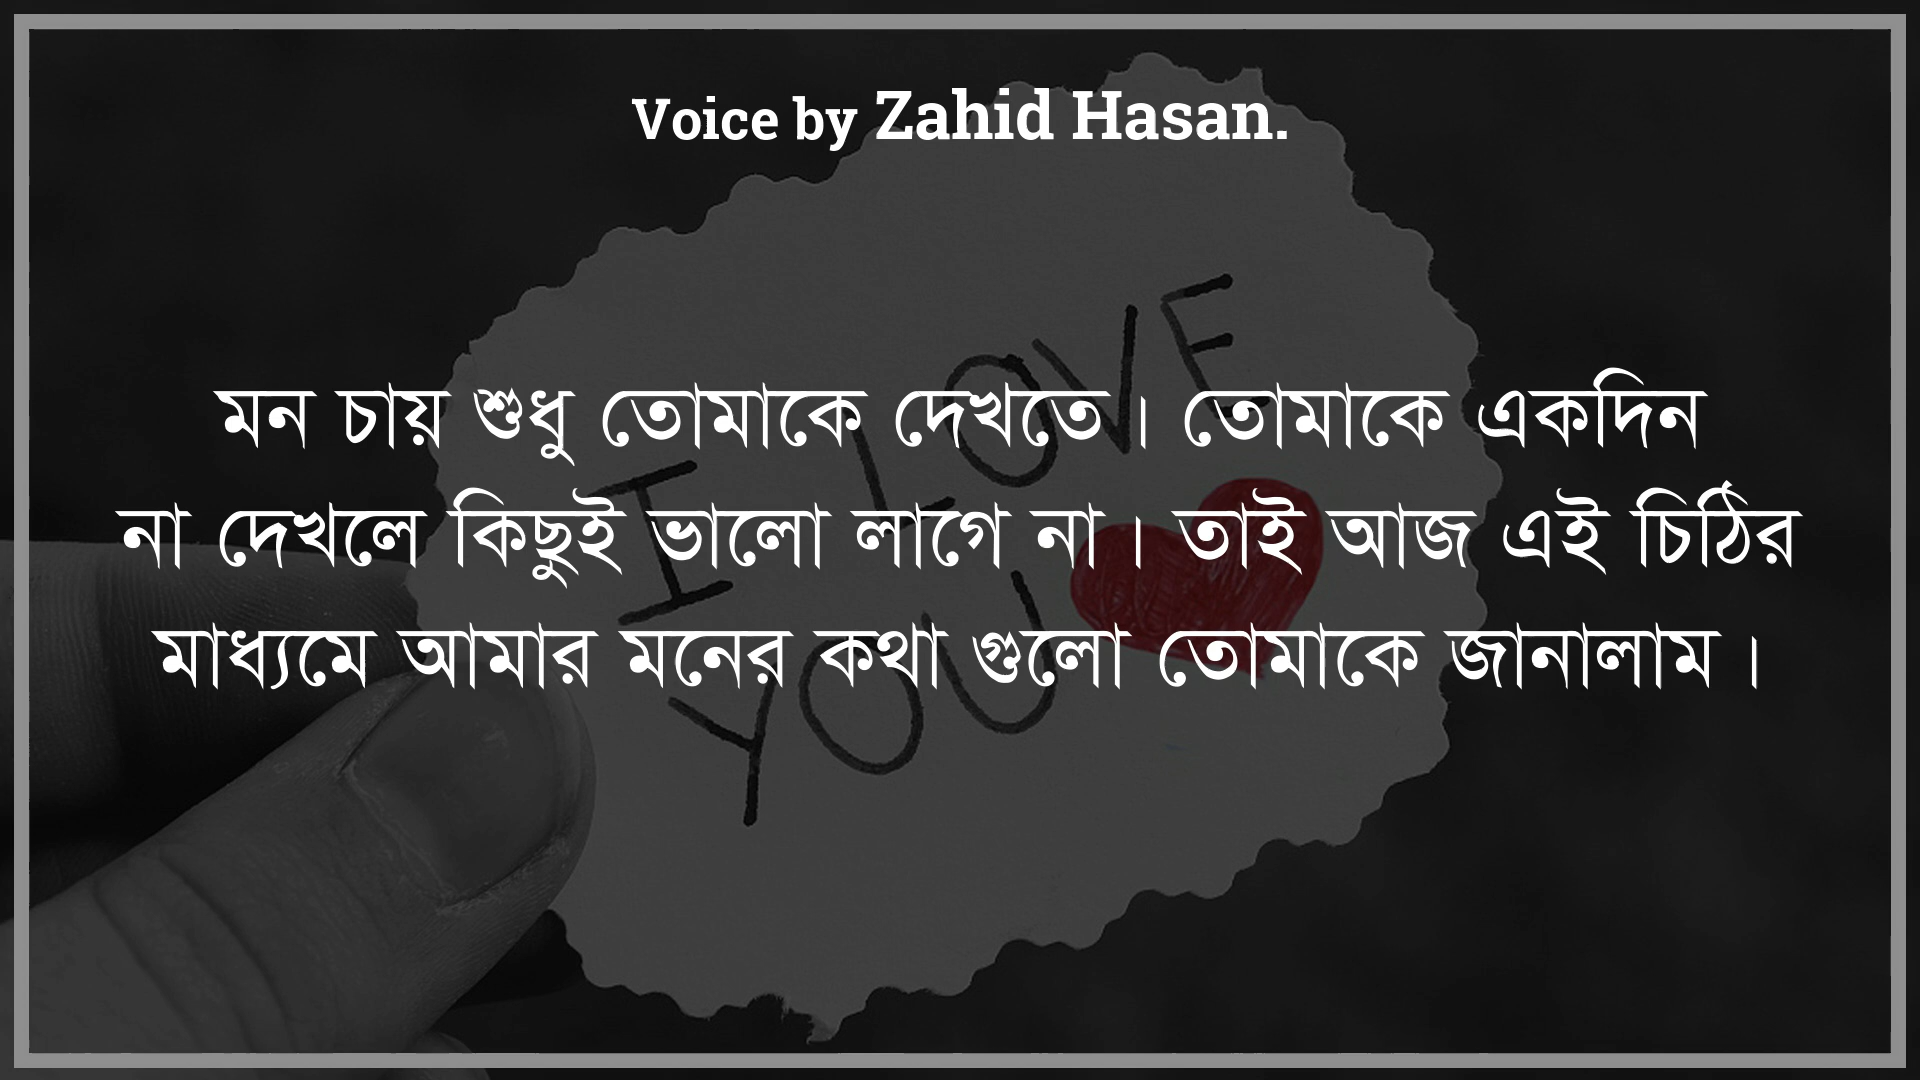 Voice by Zahid Hasan.
I LOVE
YOU
মন চায় শুধু তোমাকে দেখতে। তোমাকে একদিন
না দেখলে কিছুই ভালো লাগে না। তাই আজ এই চিঠির
মাধ্যমে আমার মনের কথা গুলো তোমাকে জানালাম।